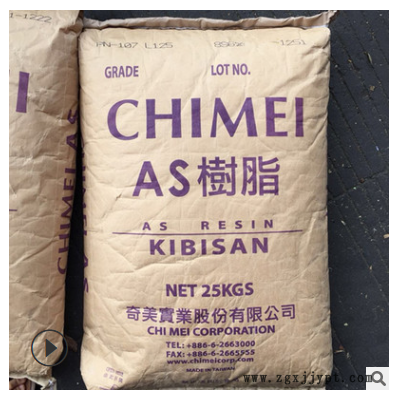 PN-107 L125
GRADE LOT NO.
CHIMEI
AS樹脂
AS RESIN
KIBISAN
NET 25KGS
奇美實業股份有限公司
CHI MEI CORPORATION
TEL: +886-6-2663000
FAX: +886-6-2665555
www.chimeicorp.com
MADE IN TAIWAN
www.zgxjjypt.com